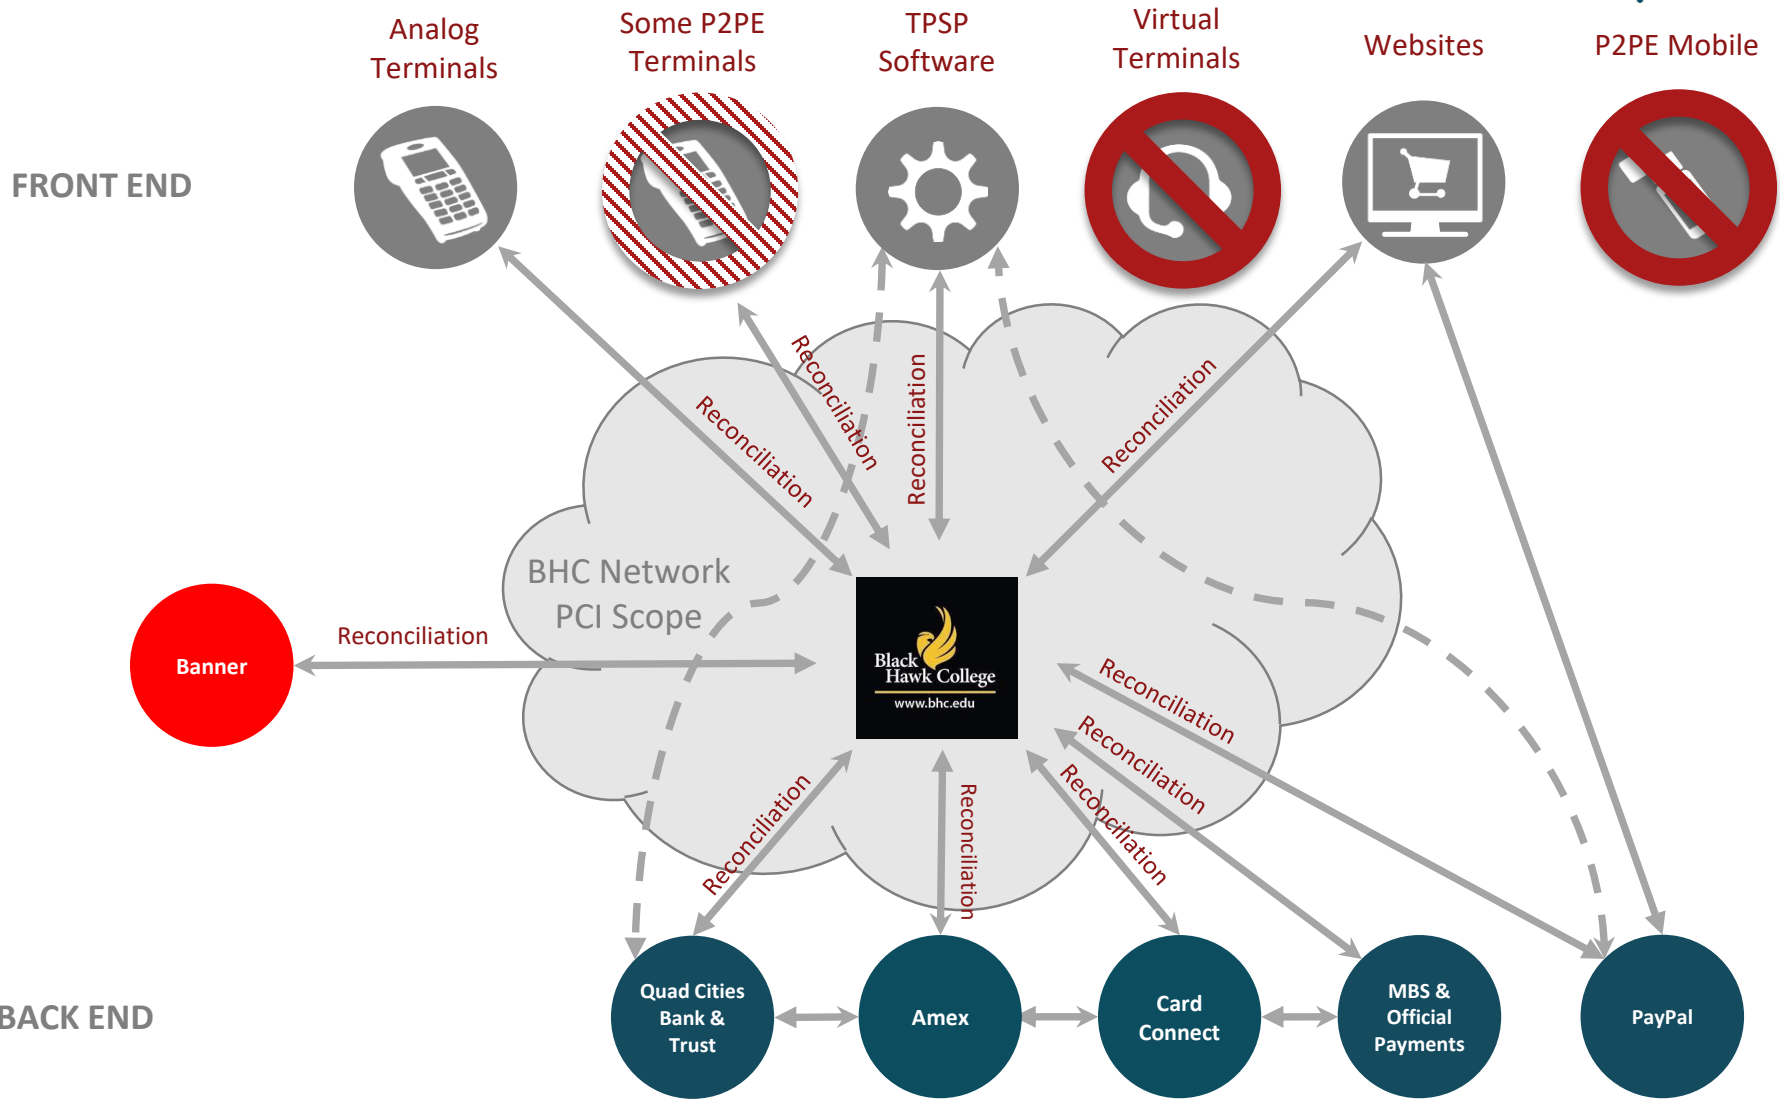 Analog
Terminals
Some P2PE
Terminals
TPSP
Software
Virtual
Terminals
Websites
P2PE Mobile
FRONT END
Reconciliation
Reconciliation
Reconciliation
Reconciliation
BHC Network
PCI Scope
Reconciliation
Banner
Black
Hawk College
www.bhc.edu
Reconciliation
Reconciliation
Reconciliation
Reconciliation
Reconciliation
BACK END
Quad Cities
Bank &
Trust
Amex
Card
Connect
MBS &
Official
Payments
PayPal